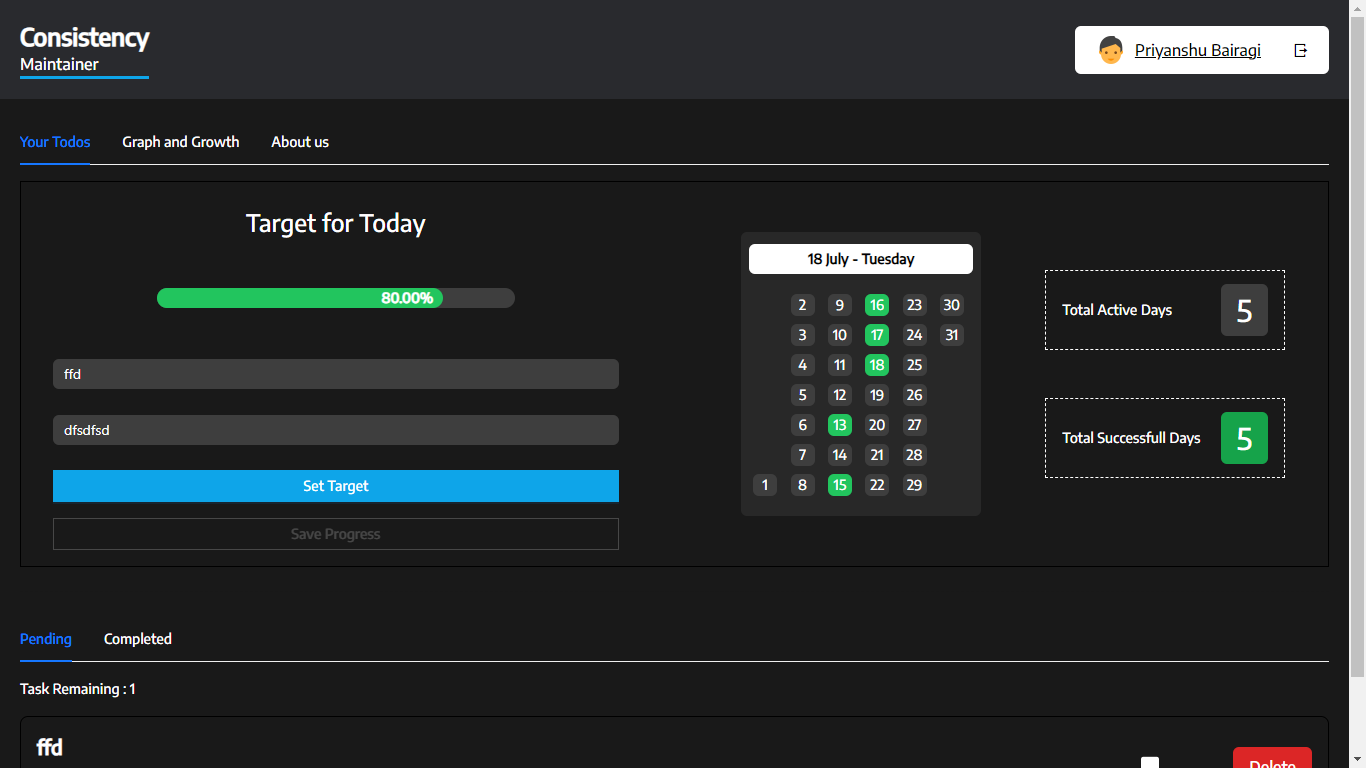 Consistency
Maintainer
Priyanshu Bairagi
Your Todos Graph and Growth About us
Target for Today
80.00%
ffd
dfsdfsd
Set Target
Save Progress
18 July - Tuesday
2 9 16 23 30
3 10 17 24 31
4 11 18 25
5 12 19 26
6 13 20 27
7 14 21 28
1 8 15 22 29
Total Active Days 5
Total Successfull Days 5
Pending Completed
Task Remaining : 1
ffd
Delete